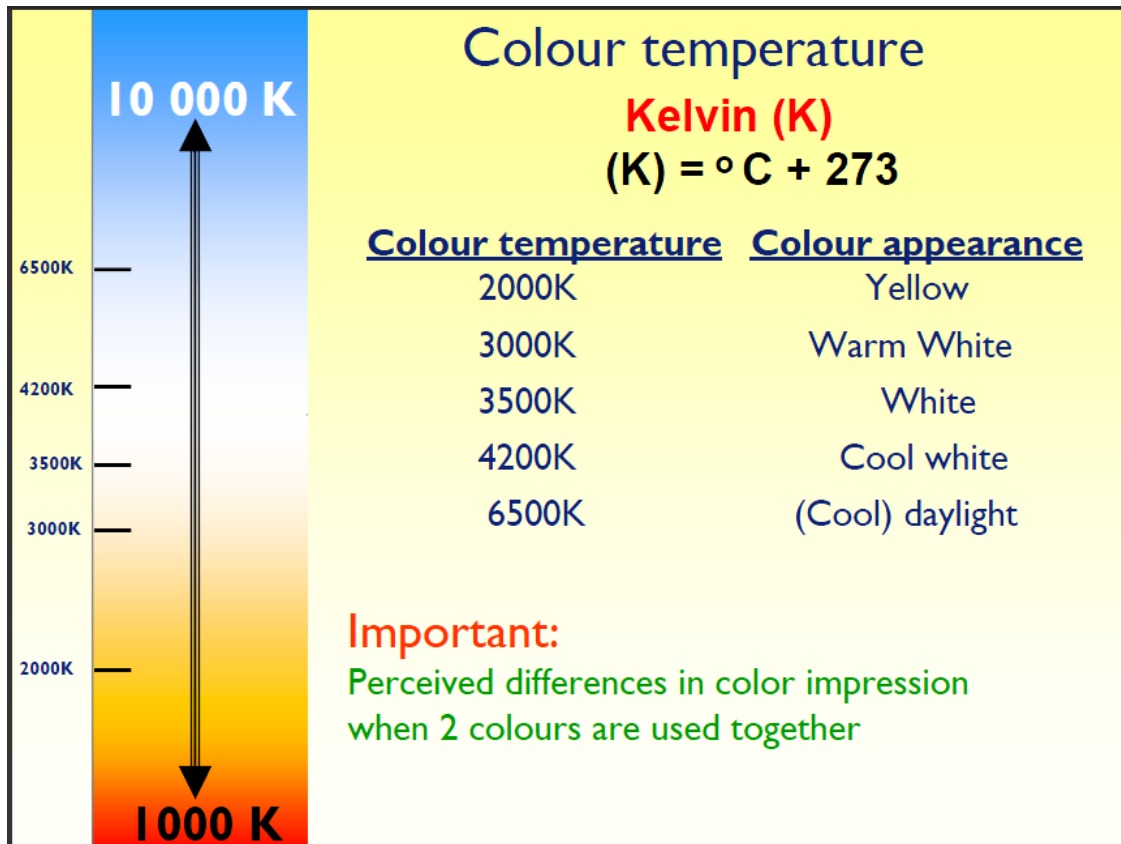 Colour temperature
Kelvin (K)
(K) = ° C + 273
10 000 K
6500K
4200K
3500K
3000K
2000K
1000 K
Colour temperature Colour appearance
2000K Yellow
3000K Warm White
3500K White
4200K Cool white
6500K (Cool) daylight
Important:
Perceived differences in color impression
when 2 colours are used together